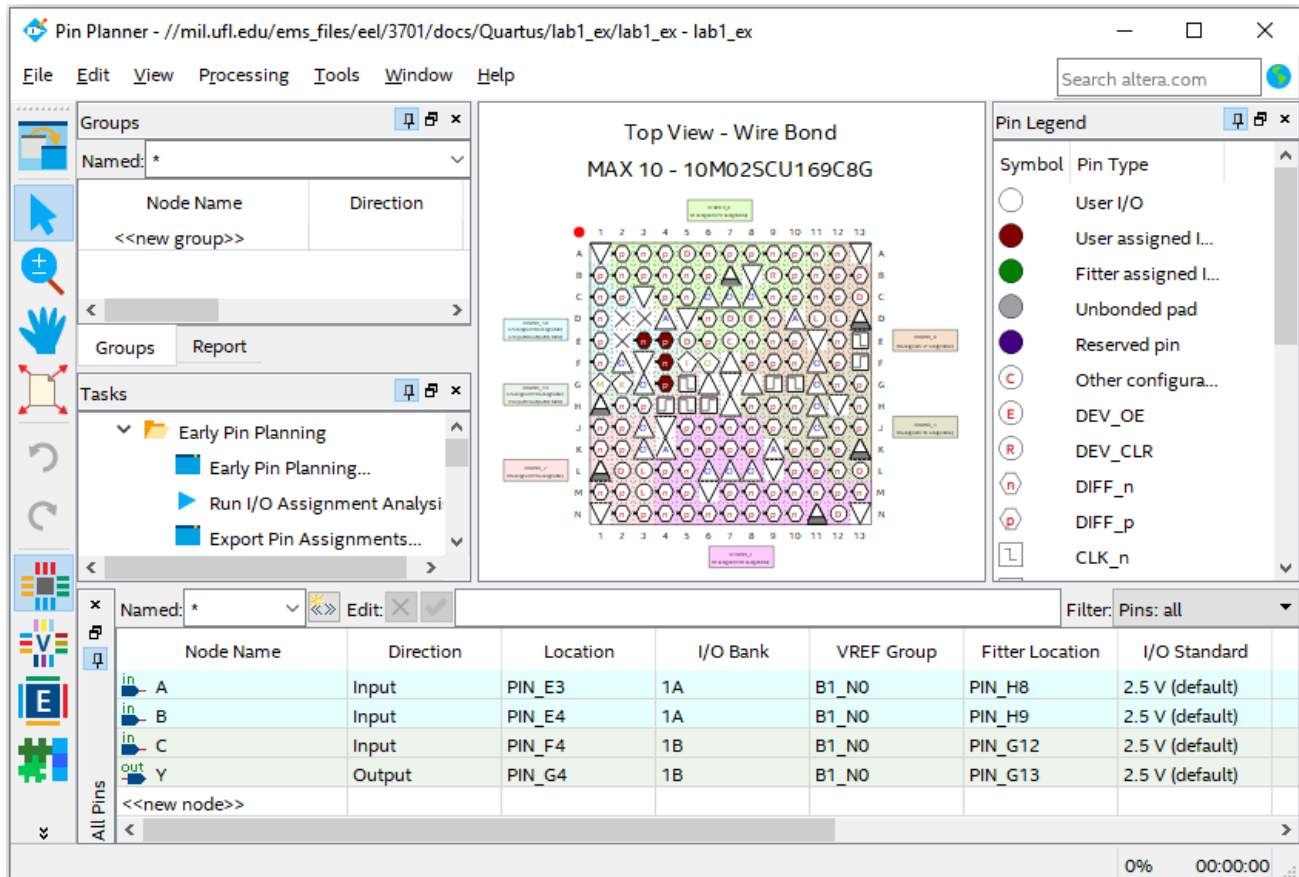 Pin Planner - //mil.ufl.edu/ems_files/eel/3701/docs/Quartus/lab1_ex/lab1_ex - lab1_ex
File Edit View Processing Tools Window Help
Search altera.com
Groups
Named: *
Node Name Direction
<<new group>>
Groups Report
Tasks
Early Pin Planning
Early Pin Planning...
Run I/O Assignment Analysi
Export Pin Assignments...
Top View - Wire Bond
MAX 10 - 10M02SCU169C8G
1 2 3 4 5 6 7 8 9 10 11 12 13
A A
B B
C C
D D
E E
F F
G G
H H
J J
K K
L L
M M
N N
1 2 3 4 5 6 7 8 9 10 11 12 13
Pin Legend
Symbol Pin Type
User I/O
User assigned I...
Fitter assigned I...
Unbonded pad
Reserved pin
C Other configura...
E DEV_OE
R DEV_CLR
n DIFF_n
p DIFF_p
CLK_n
All Pins
Named: * Edit: Filter: Pins: all
Node Name Direction Location I/O Bank VREF Group Fitter Location I/O Standard
in A Input PIN_E3 1A B1_N0 PIN_H8 2.5 V (default)
in B Input PIN_E4 1A B1_N0 PIN_H9 2.5 V (default)
in C Input PIN_F4 1B B1_N0 PIN_G12 2.5 V (default)
out Y Output PIN_G4 1B B1_N0 PIN_G13 2.5 V (default)
<<new node>>
0% 00:00:00